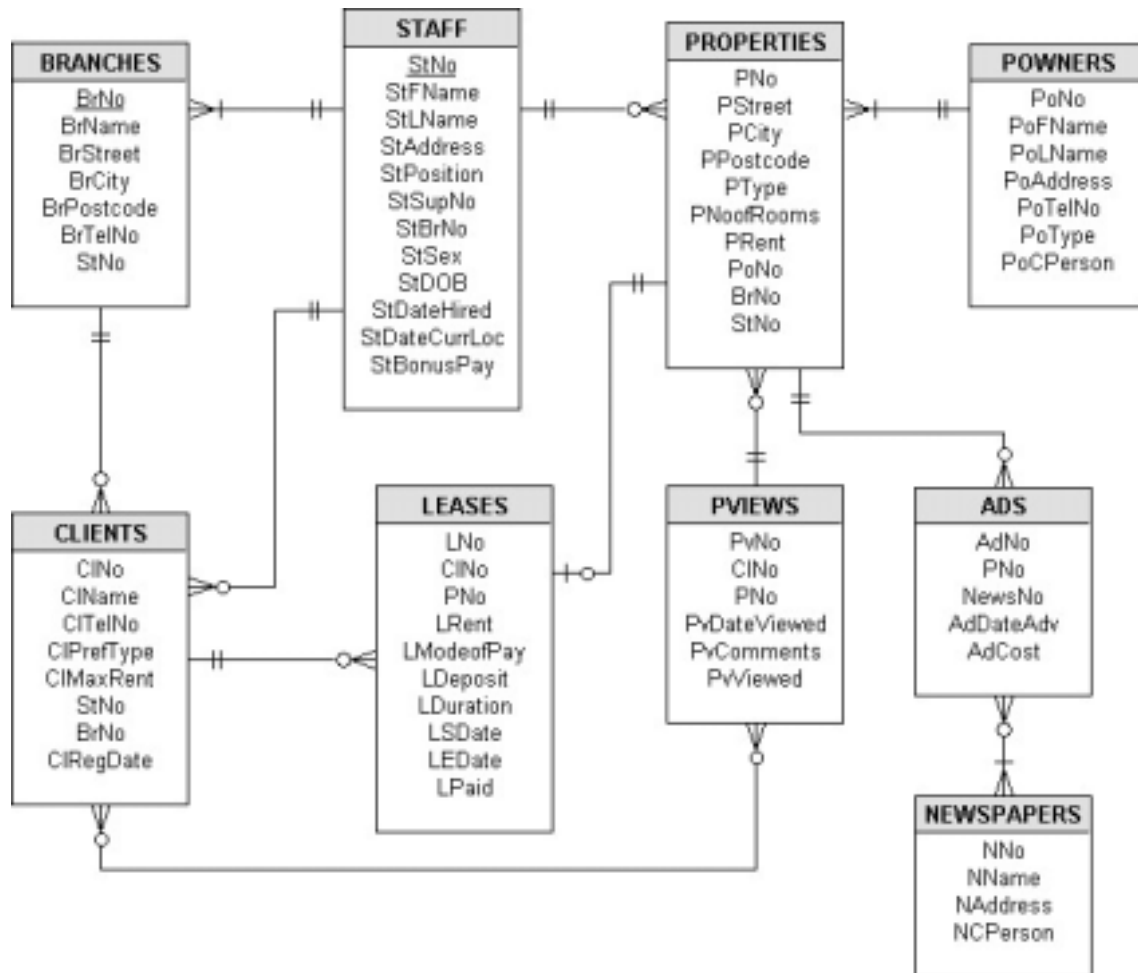 BRANCHES
BrNo
BrName
BrStreet
BrCity
BrPostcode
BrTelNo
StNo
STAFF
StNo
StFName
StLName
StAddress
StPosition
StSupNo
StBrNo
StSex
StDOB
StDateHired
StDateCurrLoc
StBonusPay
PROPERTIES
PNo
PStreet
PCity
PPostcode
PType
PNoofRooms
PRent
PoNo
BrNo
StNo
POWNERS
PoNo
PoFName
PoLName
PoAddress
PoTelNo
PoType
PoCPerson
CLIENTS
ClNo
ClName
ClTelNo
ClPrefType
ClMaxRent
StNo
BrNo
ClRegDate
LEASES
LNo
ClNo
PNo
LRent
LModeofPay
LDeposit
LDuration
LSDate
LEDate
LPaid
PVIEWS
PvNo
ClNo
PNo
PvDateViewed
PvComments
PvViewed
ADS
AdNo
PNo
NewsNo
AdDateAdv
AdCost
NEWSPAPERS
NNo
NName
NAddress
NCPerson